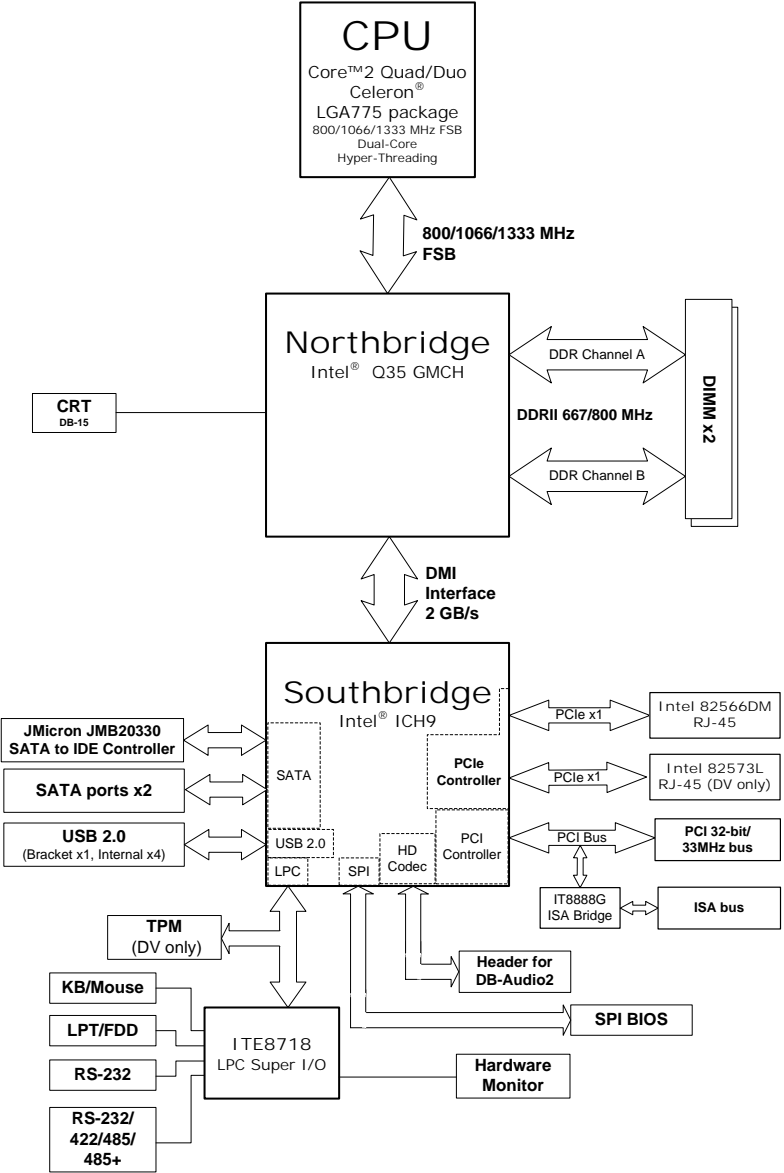 CPU
Core™2 Quad/Duo
Celeron®
LGA775 package
800/1066/1333 MHz FSB
Dual-Core
Hyper-Threading
800/1066/1333 MHz
FSB
Northbridge
Intel® Q35 GMCH
CRT
DB-15
DDR Channel A
DDRII 667/800 MHz
DDR Channel B
DIMM x2
DMI
Interface
2 GB/s
Southbridge
Intel® ICH9
JMicron JMB20330
SATA to IDE Controller
SATA ports x2
USB 2.0
(Bracket x1, Internal x4)
SATA
USB 2.0
LPC
SPI
HD
Codec
PCIe
Controller
PCI
Controller
PCIe x1
Intel 82566DM
RJ-45
PCIe x1
Intel 82573L
RJ-45 (DV only)
PCI Bus
PCI 32-bit/
33MHz bus
IT8888G
ISA Bridge
ISA bus
TPM
(DV only)
Header for
DB-Audio2
SPI BIOS
KB/Mouse
LPT/FDD
RS-232
RS-232/
422/485/
485+
ITE8718
LPC Super I/O
Hardware
Monitor